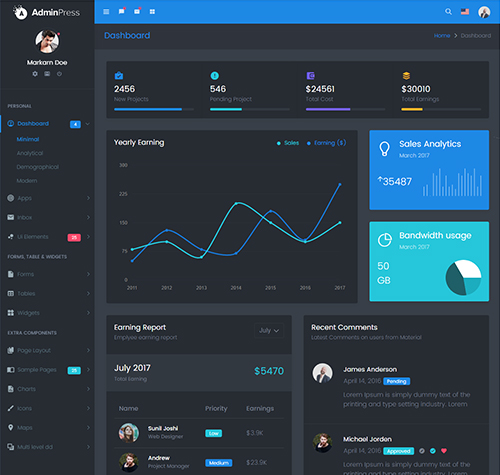 AdminPress
Markarn Doe
PERSONAL
Dashboard 4
Minimal
Analytical
Demographical
Modern
Apps
Inbox
Ui Elements 25
FORMS, TABLE & WIDGETS
Forms
Tables
Widgets
EXTRA COMPONENTS
Page Layout
Sample Pages 25
Charts
Icons
Maps
Multi level dd
Dashboard
Home > Dashboard
2456
New Projects
546
Pending Project
$24561
Total Cost
$30010
Total Earnings
Yearly Earning
Sales
Earning ($)
300
225
150
75
0
2011 2012 2013 2014 2015 2016 2017
Sales Analytics
March 2017
35487
Bandwidth usage
March 2017
50
GB
Earning Report
Employee earning report
July
July 2017
Total Earning
$5470
Name Priority Earnings
Sunil Joshi
Web Designer
Low
$3.9K
Andrew
Project Manager
Medium
$23.9K
Recent Comments
Latest Comments on users from Material
James Anderson
April 14, 2016 Pending
Lorem Ipsum is simply dummy text of the
printing and type setting industry. Lorem
Michael Jorden
April 14, 2016 Approved
Lorem Ipsum is simply dummy text of the
printing and type setting industry. Lorem